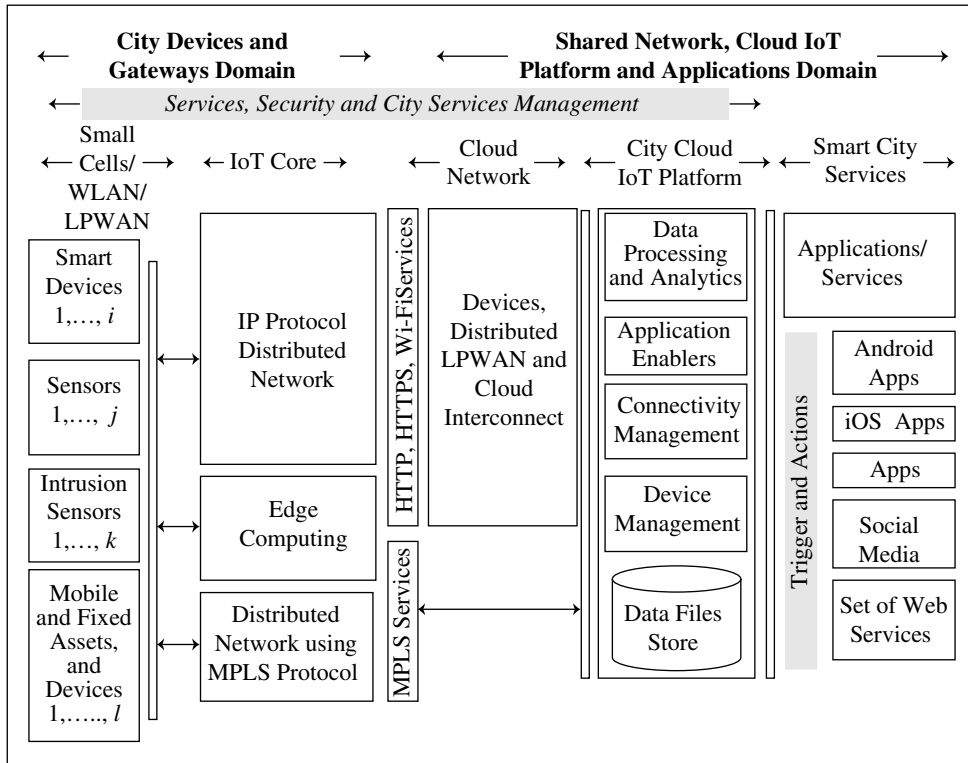 City Devices and
Gateways Domain
Shared Network, Cloud IoT
Platform and Applications Domain
Services, Security and City Services Management
Small
Cells/
WLAN/
LPWAN
IoT Core
Cloud
Network
City Cloud
IoT Platform
Smart City
Services
Smart
Devices
1,…, i
Sensors
1,…, j
Intrusion
Sensors
1,…, k
Mobile
and Fixed
Assets,
and
Devices
1,….., l
IP Protocol
Distributed
Network
Edge
Computing
Distributed
Network using
MPLS Protocol
HTTP, HTTPS, Wi-FiServices
MPLS Services
Devices,
Distributed
LPWAN and
Cloud
Interconnect
Data
Processing
and Analytics
Application
Enablers
Connectivity
Management
Device
Management
Data Files
Store
Applications/
Services
Trigger and Actions
Android
Apps
iOS Apps
Apps
Social
Media
Set of Web
Services